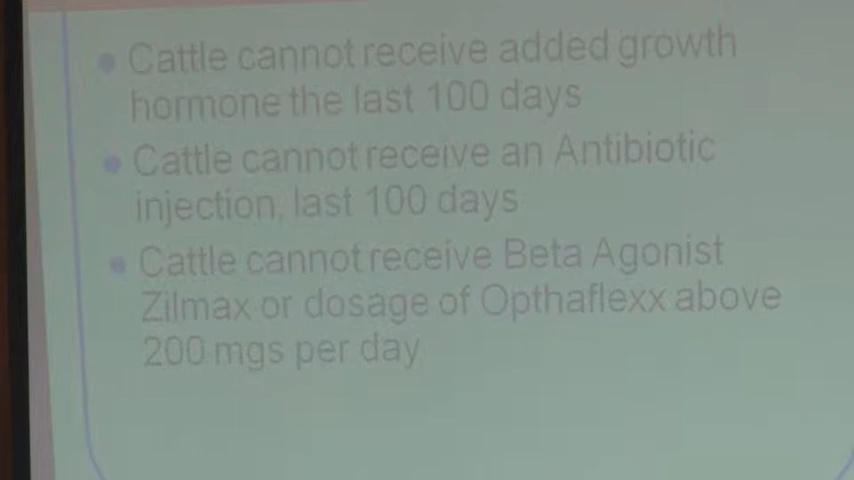 • Cattle cannot receive added growth
hormone the last 100 days
• Cattle cannot receive an Antibiotic
injection, last 100 days
• Cattle cannot receive Beta Agonist
Zilmax or dosage of Opthaflexx above
200 mgs per day